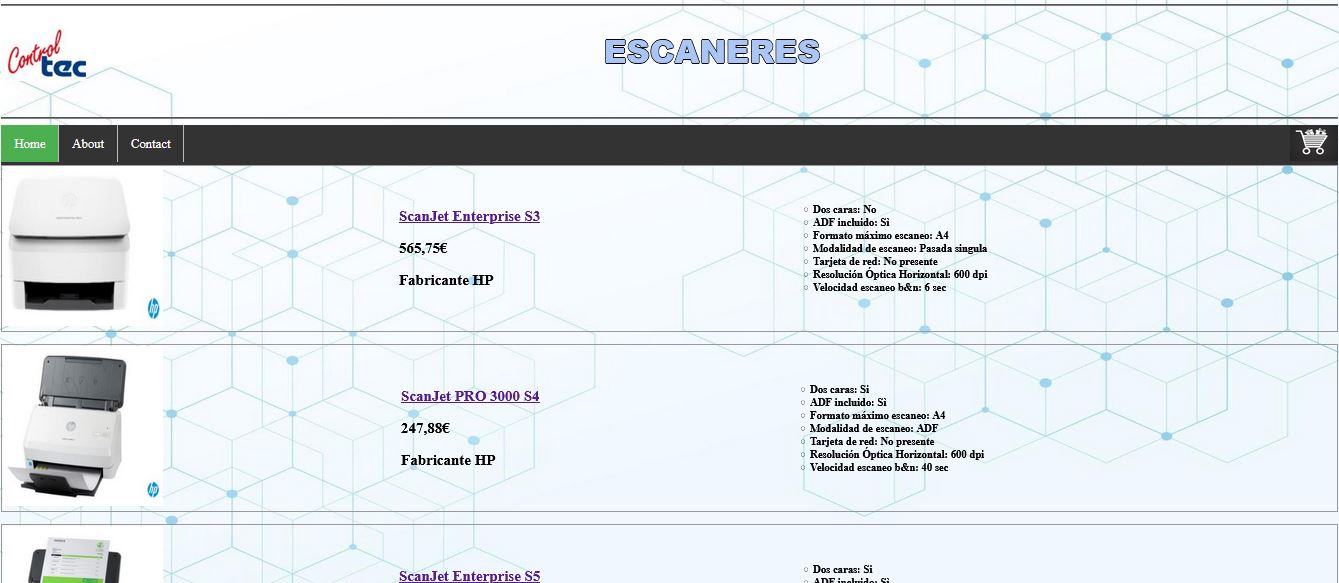 Control
tec
ESCANERES
Home
About
Contact
ScanJet Enterprise S3
565,75€
Fabricante HP
Dos caras: No
ADF incluido: Si
Formato máximo escaneo: A4
Modalidad de escaneo: Pasada singula
Tarjeta de red: No presente
Resolución Óptica Horizontal: 600 dpi
Velocidad escaneo b&n: 6 sec
hp
ScanJet PRO 3000 S4
247,88€
Fabricante HP
Dos caras: Si
ADF incluido: Si
Formato máximo escaneo: A4
Modalidad de escaneo: ADF
Tarjeta de red: No presente
Resolución Óptica Horizontal: 600 dpi
Velocidad escaneo b&n: 40 sec
hp
ScanJet Enterprise S5
Dos caras: Si
ADF incluido: Si